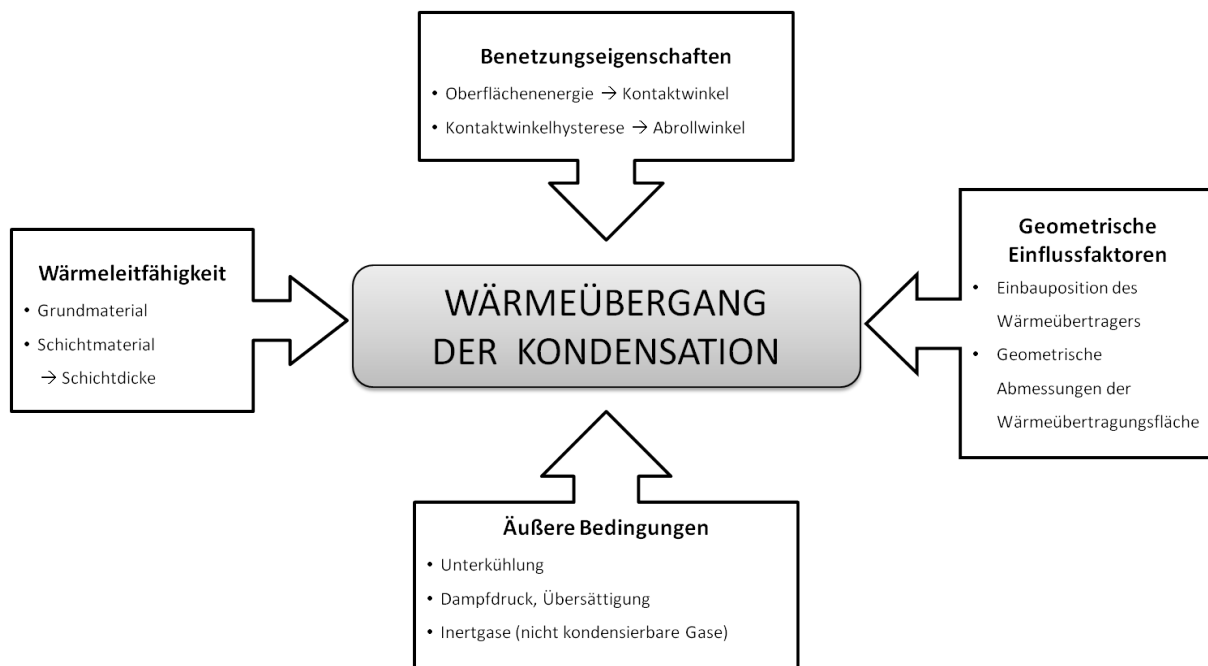 Benetzungseigenschaften
• Oberflächenenergie → Kontaktwinkel
• Kontaktwinkelhysterese → Abrollwinkel
Wärmeleitfähigkeit
• Grundmaterial
• Schichtmaterial
→ Schichtdicke
WÄRMEÜBERGANG
DER KONDENSATION
Geometrische
Einflussfaktoren
• Einbauposition des
Wärmeübertragers
• Geometrische
Abmessungen der
Wärmeübertragungsfläche
Äußere Bedingungen
• Unterkühlung
• Dampfdruck, Übersättigung
• Inertgase (nicht kondensierbare Gase)